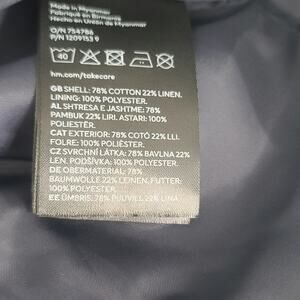 Made in Myanmar
Fabriqué en Birmanie
Hecho en Unión de Myanmar
O/N 754786
P/N 1209153 9
40
hm.com/takecare
GB SHELL: 78% COTTON 22% LINEN.
LINING: 100% POLYESTER.
AL SHTRESA E JASHTME: 78%
PAMBUK 22% LIRI. ASTARI: 100%
POLIESTËR.
CAT EXTERIOR: 78% COTÓ 22% LLI.
FOLRE: 100% POLIÈSTER.
CZ SVRCHNÍ LÁTKA: 78% BAVLNA 22%
LEN. PODŠÍVKA: 100% POLYESTER.
DE OBERMATERIAL: 78%
BAUMWOLLE 22% LEINEN. FUTTER:
100% POLYESTER.
EE ÜMBRIS: 78% PUUVILL 22% LINA